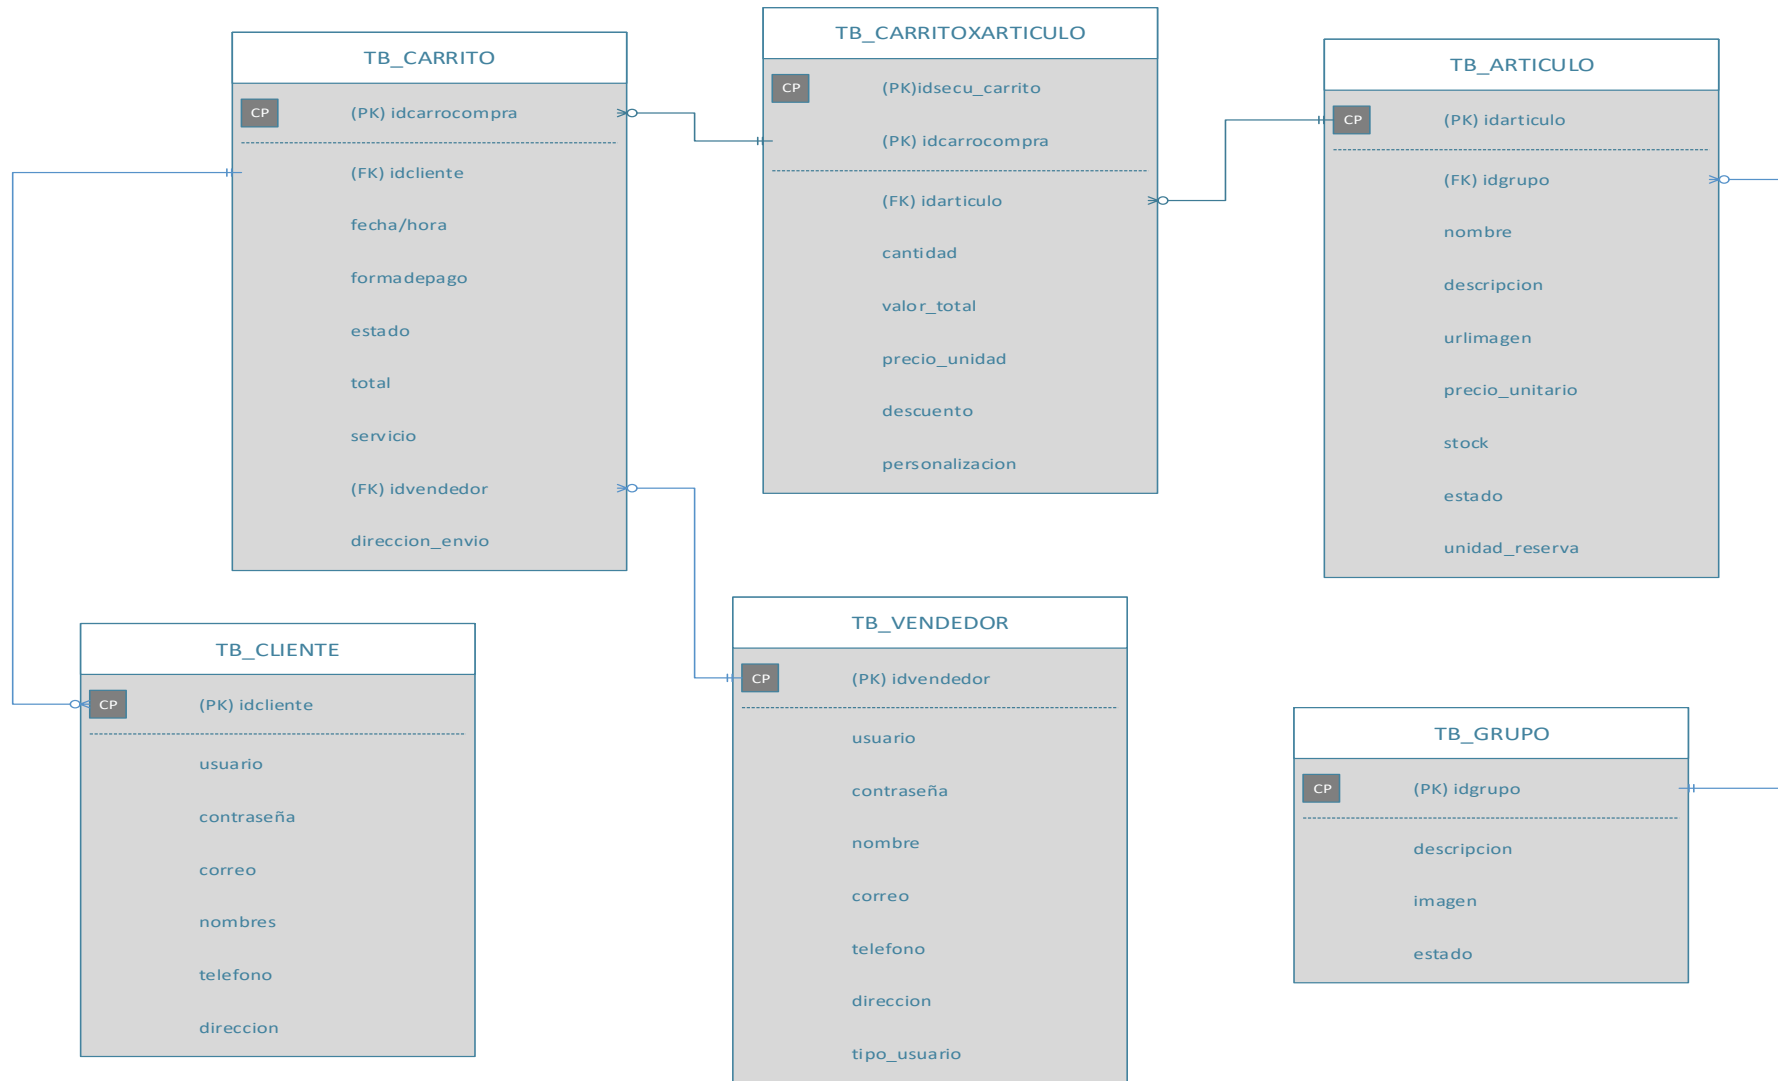 TB_CARRITO
CP
(PK) idcarrocompra
(FK) idcliente
fecha/hora
formadepago
estado
total
servicio
(FK) idvendedor
direccion_envio
TB_CARRITOXARTICULO
CP
(PK)idsecu_carrito
(PK) idcarrocompra
(FK) idarticulo
cantidad
valor_total
precio_unidad
descuento
personalizacion
TB_ARTICULO
CP
(PK) idarticulo
(FK) idgrupo
nombre
descripcion
urlimagen
precio_unitario
stock
estado
unidad_reserva
TB_CLIENTE
CP
(PK) idcliente
usuario
contraseña
correo
nombres
telefono
direccion
TB_VENDEDOR
CP
(PK) idvendedor
usuario
contraseña
nombre
correo
telefono
direccion
tipo_usuario
TB_GRUPO
CP
(PK) idgrupo
descripcion
imagen
estado